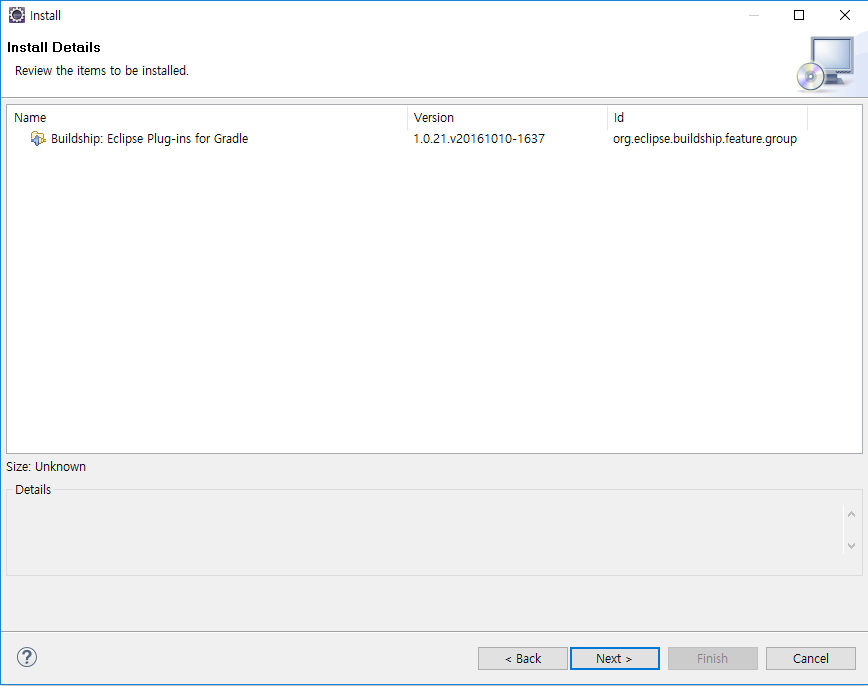 Install
Install Details
Review the items to be installed.
Name Version Id
Buildship: Eclipse Plug-ins for Gradle 1.0.21.v20161010-1637 org.eclipse.buildship.feature.group
Size: Unknown
Details
?
< Back Next > Finish Cancel